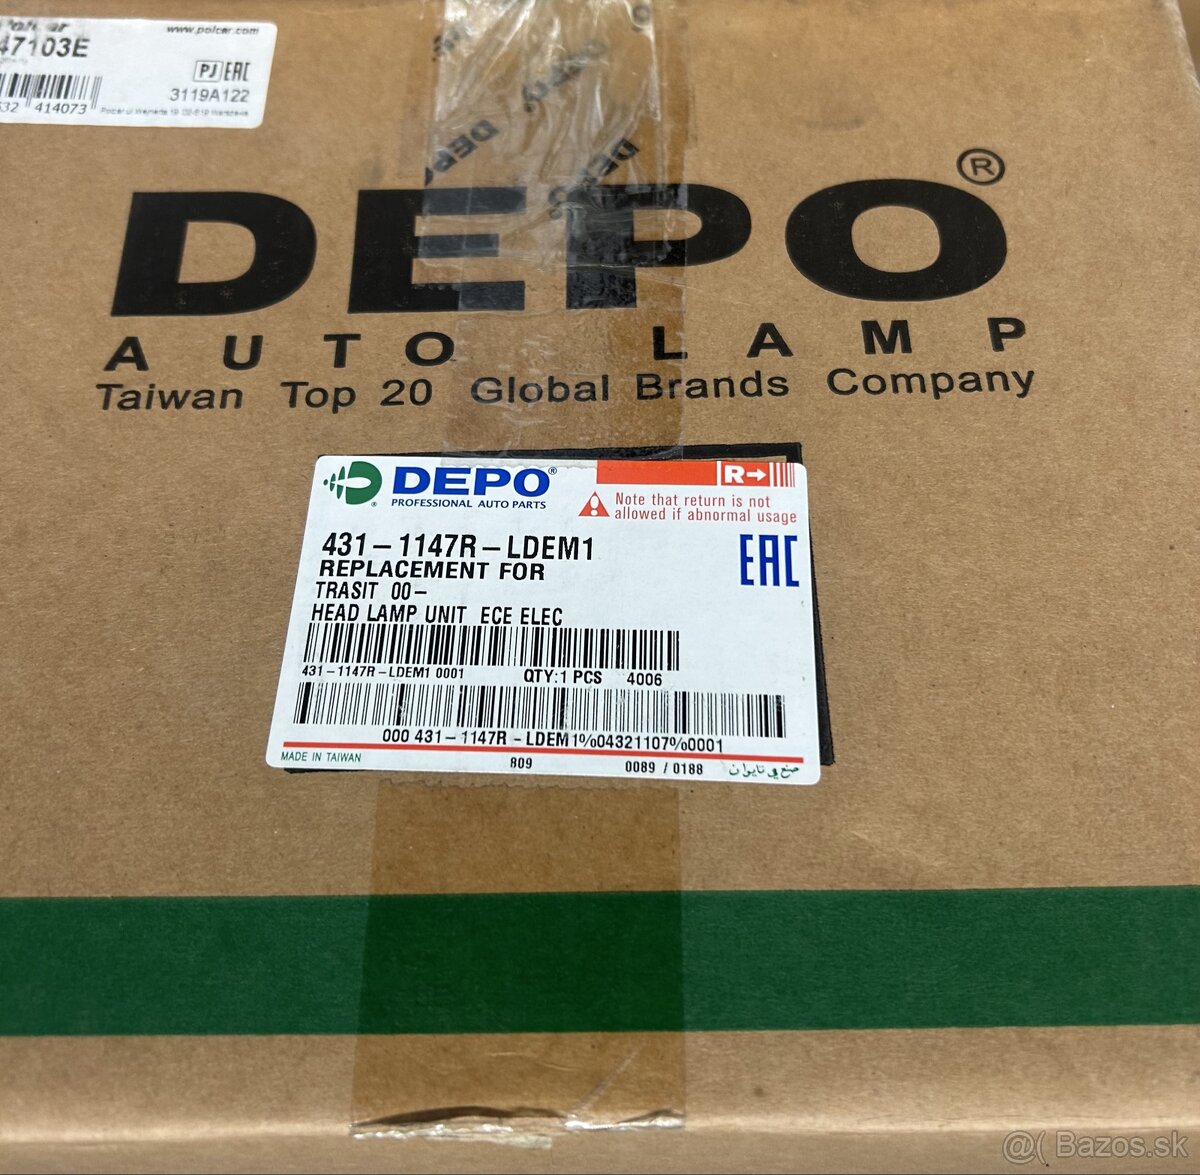 www.polcar.com
47103E
PJ EAC
3119A122
414073
DEPO
DEPO
DEPO®
AUTO LAMP
Taiwan Top 20 Global Brands Company
DEPO®
PROFESSIONAL AUTO PARTS
R→
Note that return is not
allowed if abnormal usage
431-1147R-LDEM1
EAC
REPLACEMENT FOR
TRASIT 00-
HEAD LAMP UNIT ECE ELEC
431-1147R-LDEM1 0001 QTY:1 PCS 4006
000 431-1147R-LDEM1%04321107%0001
MADE IN TAIWAN 809 0089 / 0188 صنع في تايوان
@( Bazos.sk